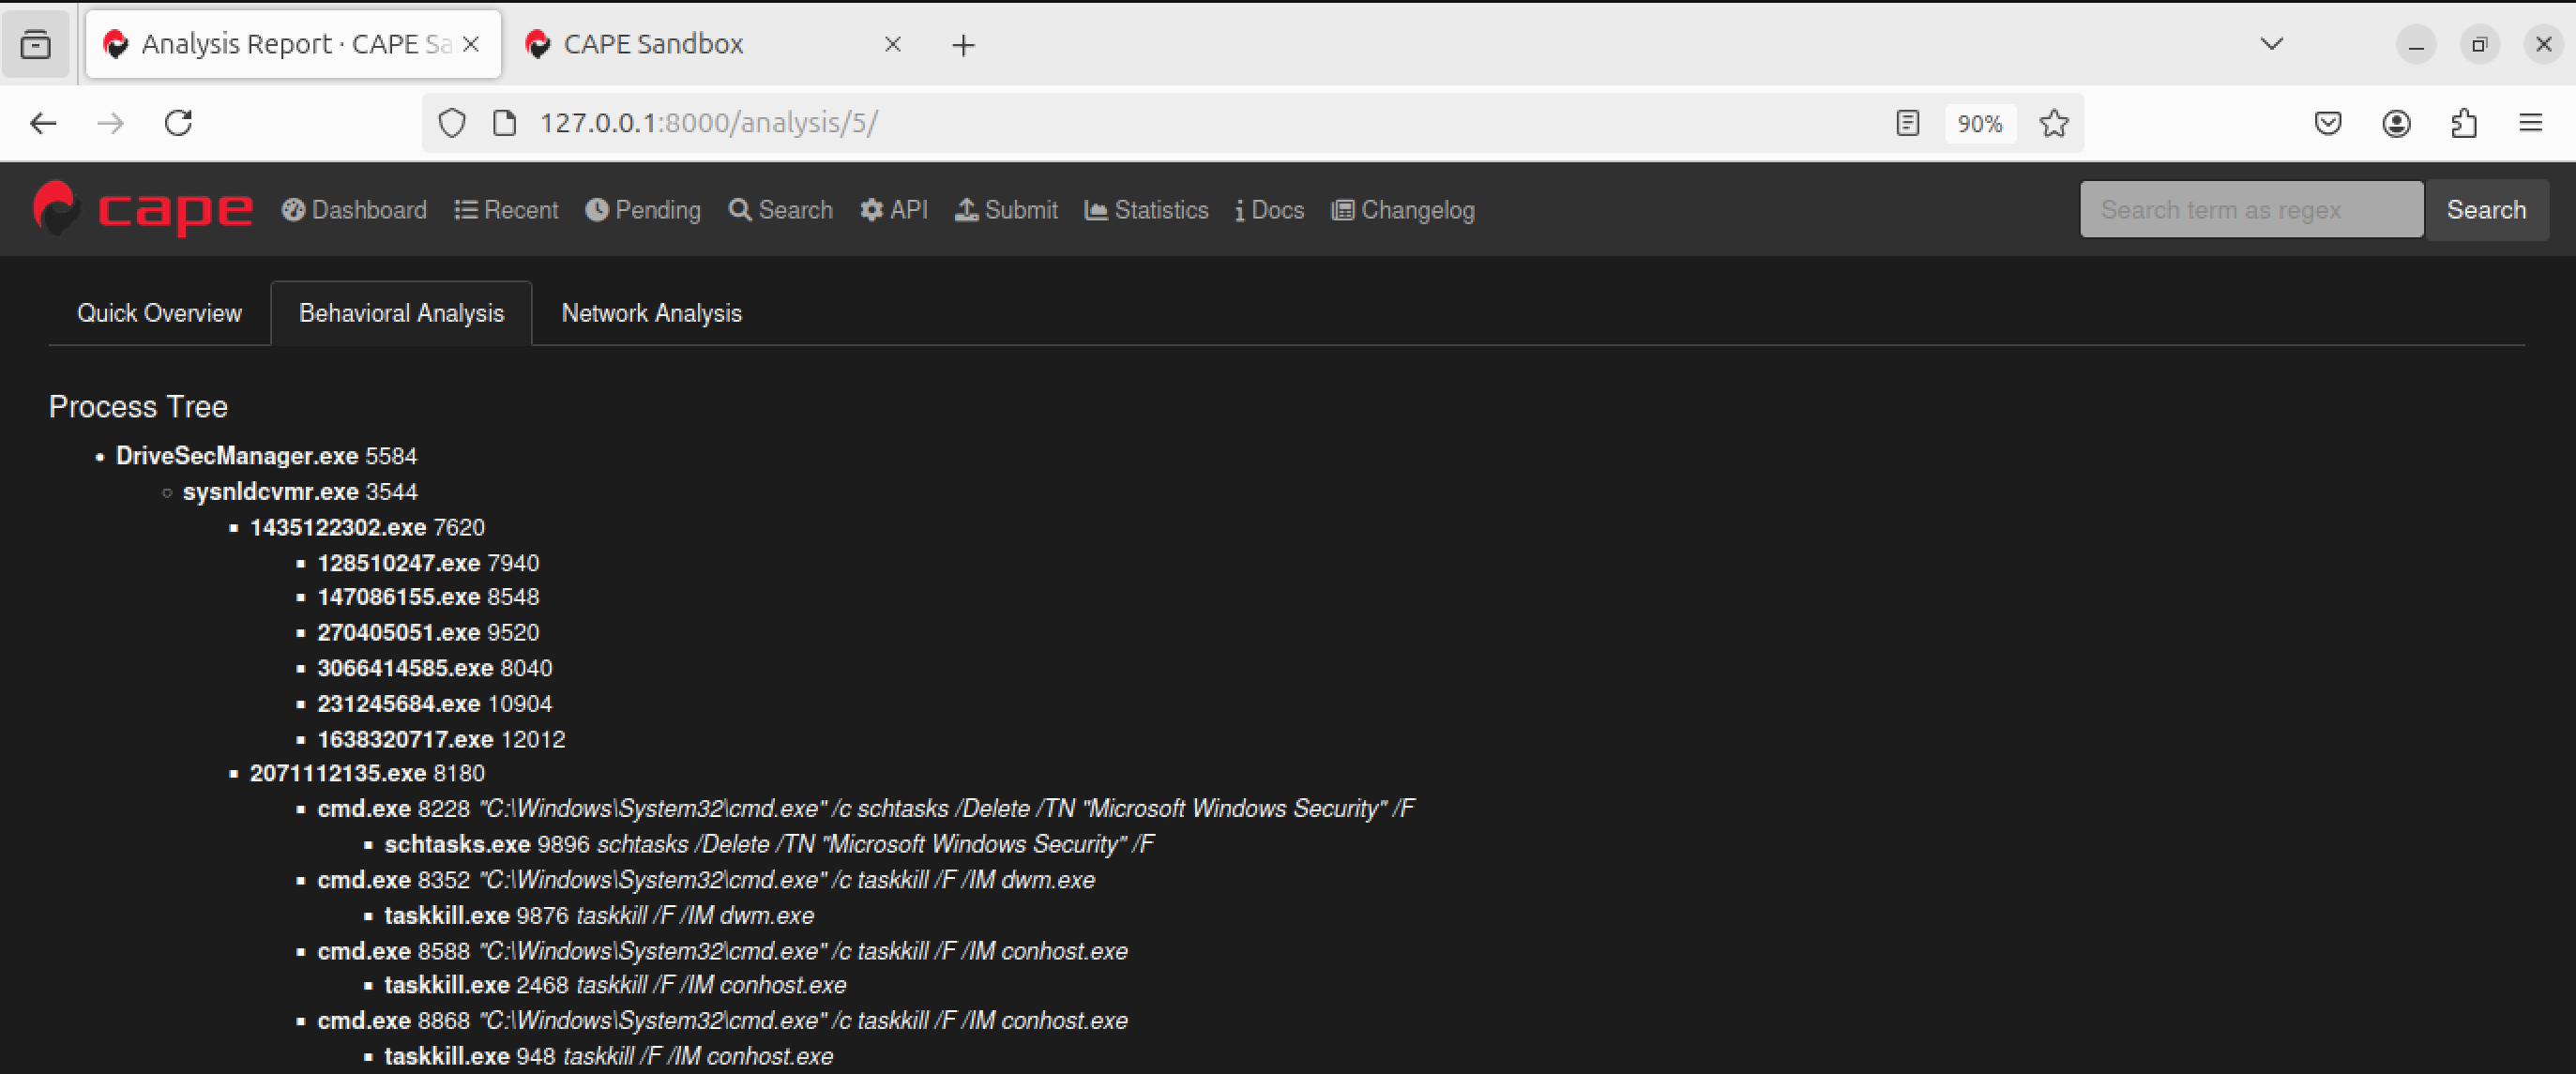 Analysis Report · CAPE Sa
CAPE Sandbox
127.0.0.1:8000/analysis/5/
90%
cape
Dashboard
Recent
Pending
Search
API
Submit
Statistics
Docs
Changelog
Search term as regex
Search
Quick Overview
Behavioral Analysis
Network Analysis
Process Tree
DriveSecManager.exe 5584
sysnldcvmr.exe 3544
1435122302.exe 7620
128510247.exe 7940
147086155.exe 8548
270405051.exe 9520
3066414585.exe 8040
231245684.exe 10904
1638320717.exe 12012
2071112135.exe 8180
cmd.exe 8228 "C:\Windows\System32\cmd.exe" /c schtasks /Delete /TN "Microsoft Windows Security" /F
schtasks.exe 9896 schtasks /Delete /TN "Microsoft Windows Security" /F
cmd.exe 8352 "C:\Windows\System32\cmd.exe" /c taskkill /F /IM dwm.exe
taskkill.exe 9876 taskkill /F /IM dwm.exe
cmd.exe 8588 "C:\Windows\System32\cmd.exe" /c taskkill /F /IM conhost.exe
taskkill.exe 2468 taskkill /F /IM conhost.exe
cmd.exe 8868 "C:\Windows\System32\cmd.exe" /c taskkill /F /IM conhost.exe
taskkill.exe 948 taskkill /F /IM conhost.exe